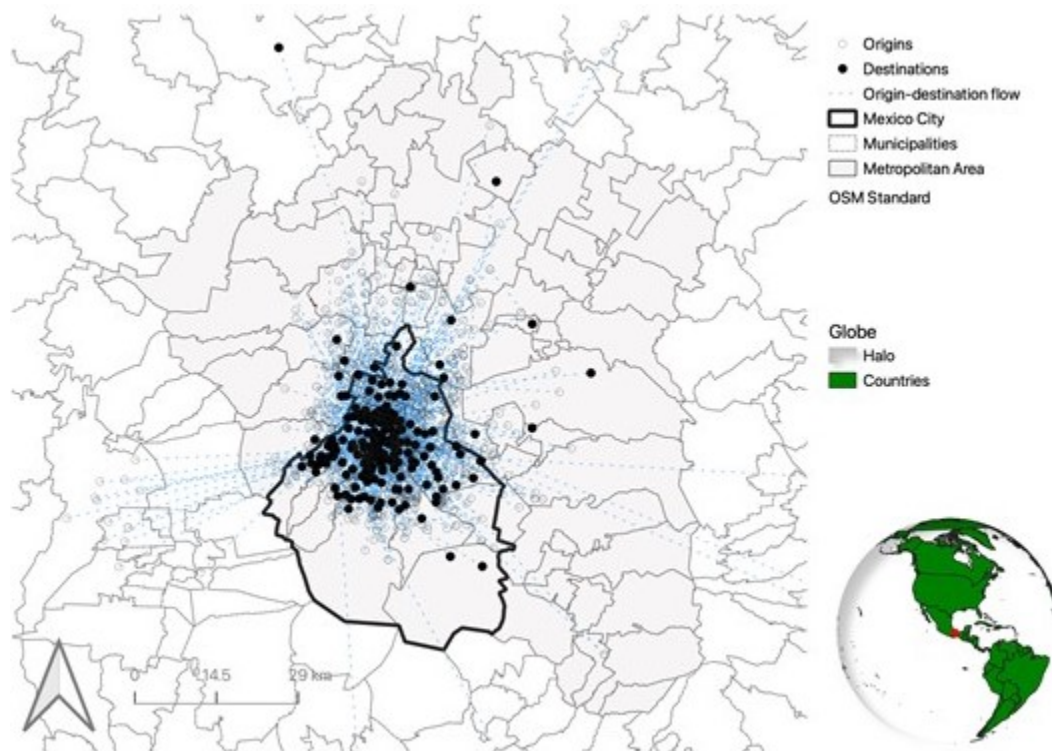 Origins
Destinations
Origin-destination flow
Mexico City
Municipalities
Metropolitan Area
OSM Standard
Globe
Halo
Countries
0 14.5 29 km